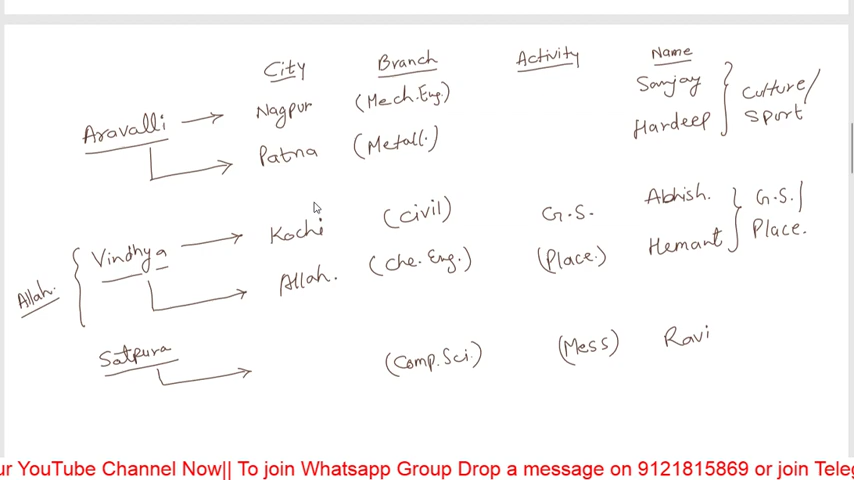 City Branch Activity Name
Aravalli Nagpur (Mech.Eng.) Sanjay Culture/
Patna (Metall.) Hardeep Sport
Allah. Vindhya Kochi (Civil) G.S. Abhish. G.S./
Allah. (Che. Eng.) (Place.) Hemant Place.
Satpura (Comp.Sci.) (Mess) Ravi
ur YouTube Channel Now|| To join Whatsapp Group Drop a message on 9121815869 or join Teleg